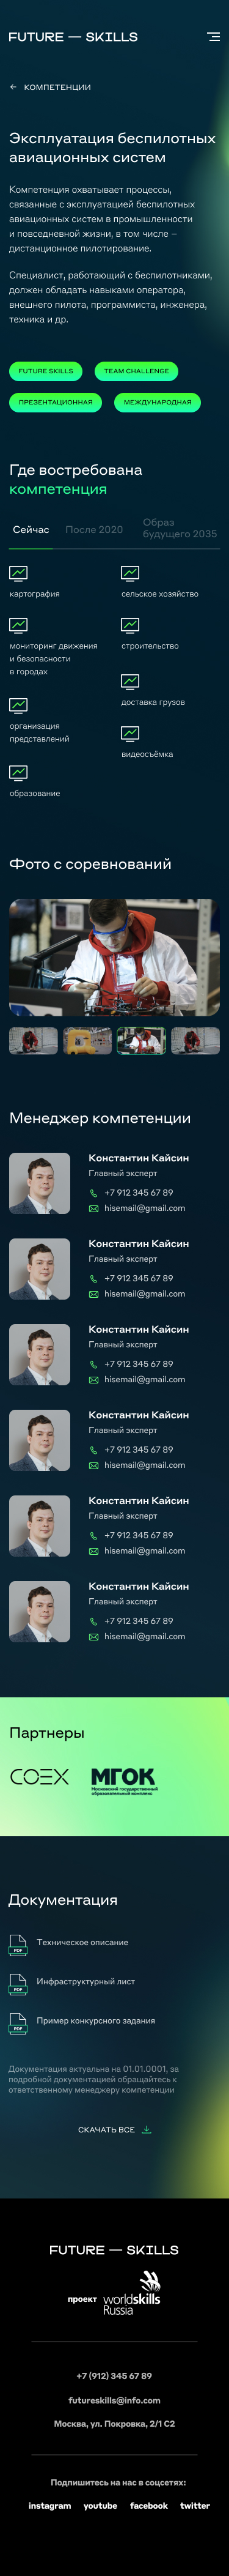 FUTURE — SKILLS
КОМПЕТЕНЦИИ
Эксплуатация беспилотных
авиационных систем
Компетенция охватывает процессы,
связанные с эксплуатацией беспилотных
авиационных систем в промышленности
и повседневной жизни, в том числе –
дистанционное пилотирование.
Специалист, работающий с беспилотниками,
должен обладать навыками оператора,
внешнего пилота, программиста, инженера,
техника и др.
FUTURE SKILLS
TEAM CHALLENGE
ПРЕЗЕНТАЦИОННАЯ
МЕЖДУНАРОДНАЯ
Где востребована
компетенция
Сейчас
После 2020
Образ
будущего 2035
картография
сельское хозяйство
мониторинг движения
и безопасности
в городах
строительство
доставка грузов
организация
представлений
видеосъёмка
образование
Фото с соревнований
Менеджер компетенции
Константин Кайсин
Главный эксперт
+7 912 345 67 89
hisemail@gmail.com
Константин Кайсин
Главный эксперт
+7 912 345 67 89
hisemail@gmail.com
Константин Кайсин
Главный эксперт
+7 912 345 67 89
hisemail@gmail.com
Константин Кайсин
Главный эксперт
+7 912 345 67 89
hisemail@gmail.com
Константин Кайсин
Главный эксперт
+7 912 345 67 89
hisemail@gmail.com
Константин Кайсин
Главный эксперт
+7 912 345 67 89
hisemail@gmail.com
Партнеры
COEX
МГОК
Московский государственный
образовательный комплекс
Документация
PDF
Техническое описание
PDF
Инфраструктурный лист
PDF
Пример конкурсного задания
Документация актуальна на 01.01.0001, за
подробной документацией обращайтесь к
ответственному менеджеру компетенции
СКАЧАТЬ ВСЕ
FUTURE — SKILLS
проект
worldskills
Russia
+7 (912) 345 67 89
futureskills@info.com
Москва, ул. Покровка, 2/1 С2
Подпишитесь на нас в соцсетях:
instagram
youtube
facebook
twitter